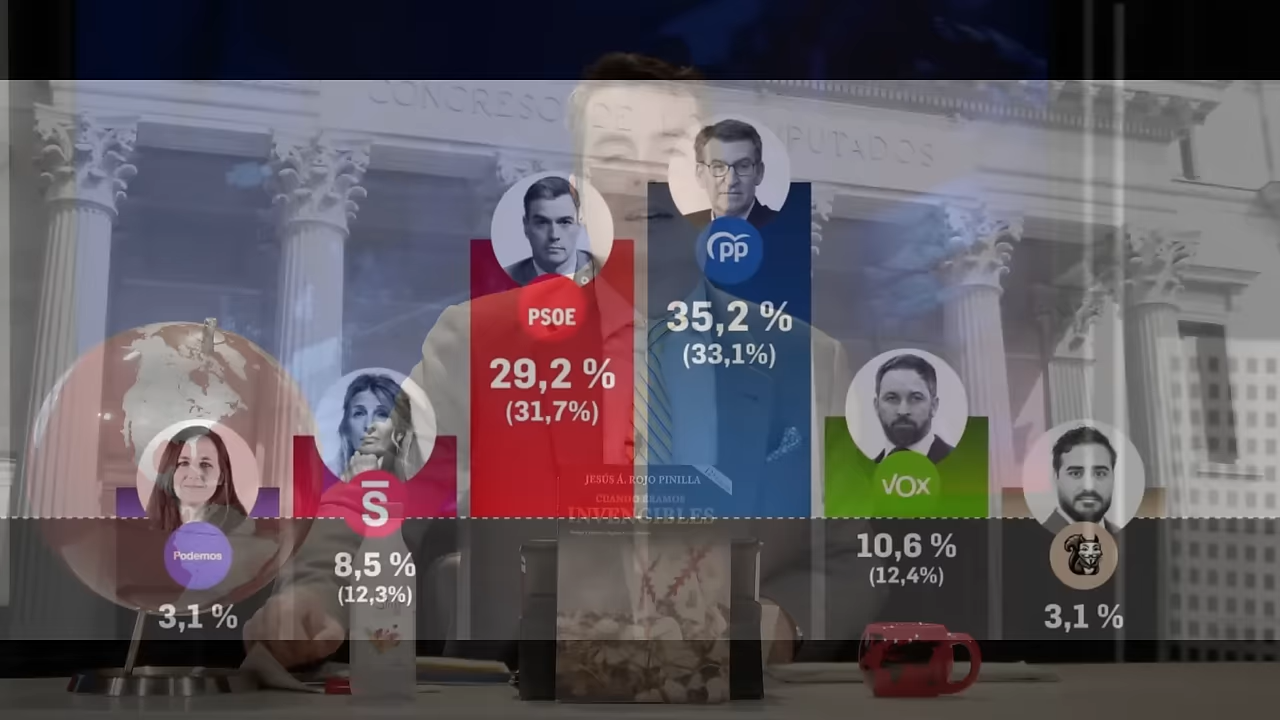 CONGRESO DE
DIPUTADOS
PP
35,2 %
(33,1%)
PSOE
29,2 %
(31,7%)
JESÚS Á. ROJO PINILLA
CUANDO ÉRAMOS
INVENCIBLES
VOX
10,6 %
(12,4%)
S
8,5 %
(12,3%)
Podemos
3,1 %
3,1 %